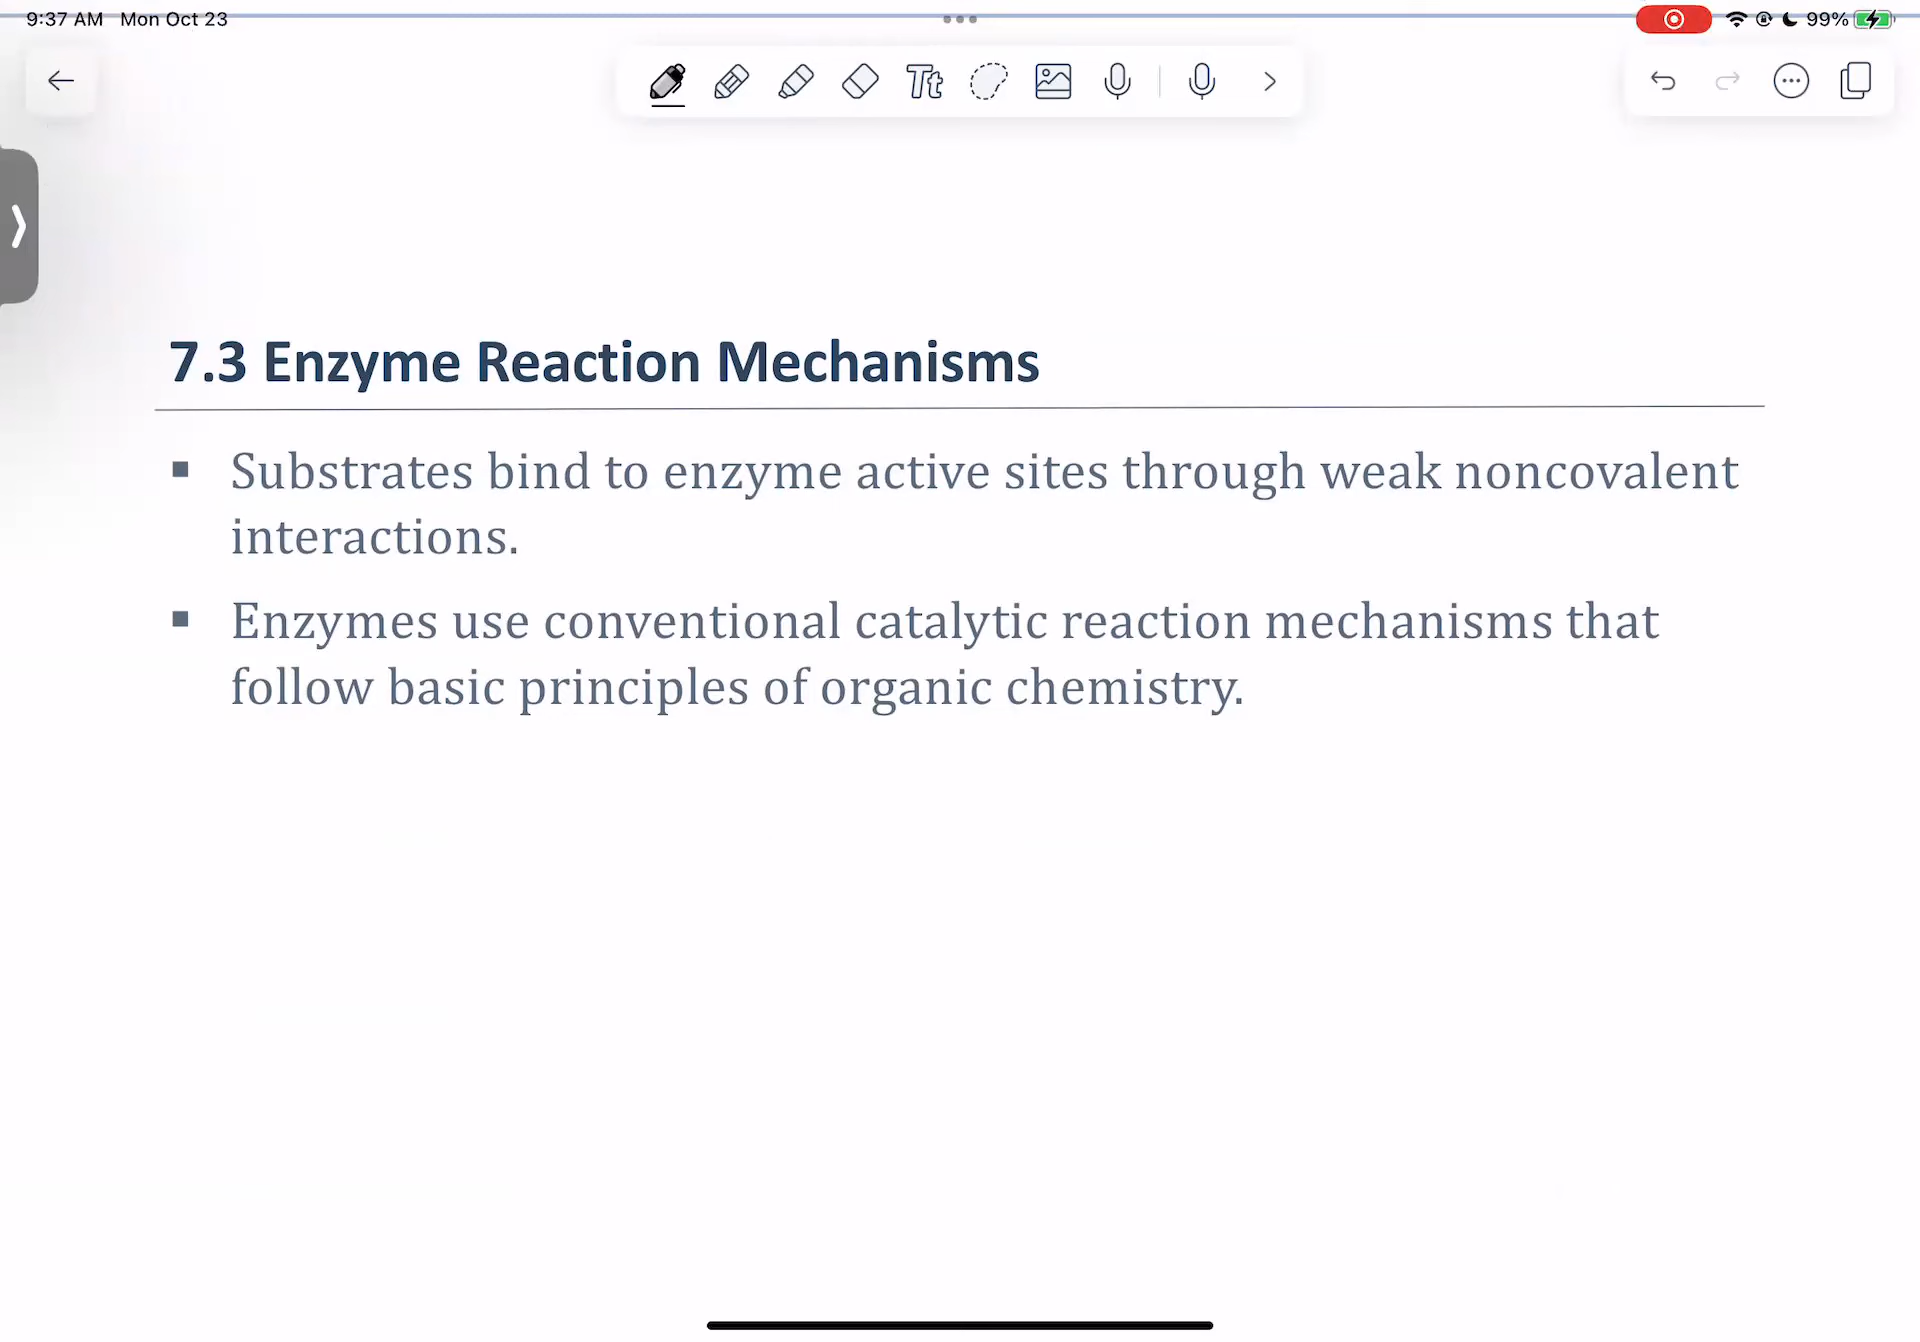 9:37 AM Mon Oct 23
99%
Tt
7.3 Enzyme Reaction Mechanisms
▪ Substrates bind to enzyme active sites through weak noncovalent
interactions.
▪ Enzymes use conventional catalytic reaction mechanisms that
follow basic principles of organic chemistry.